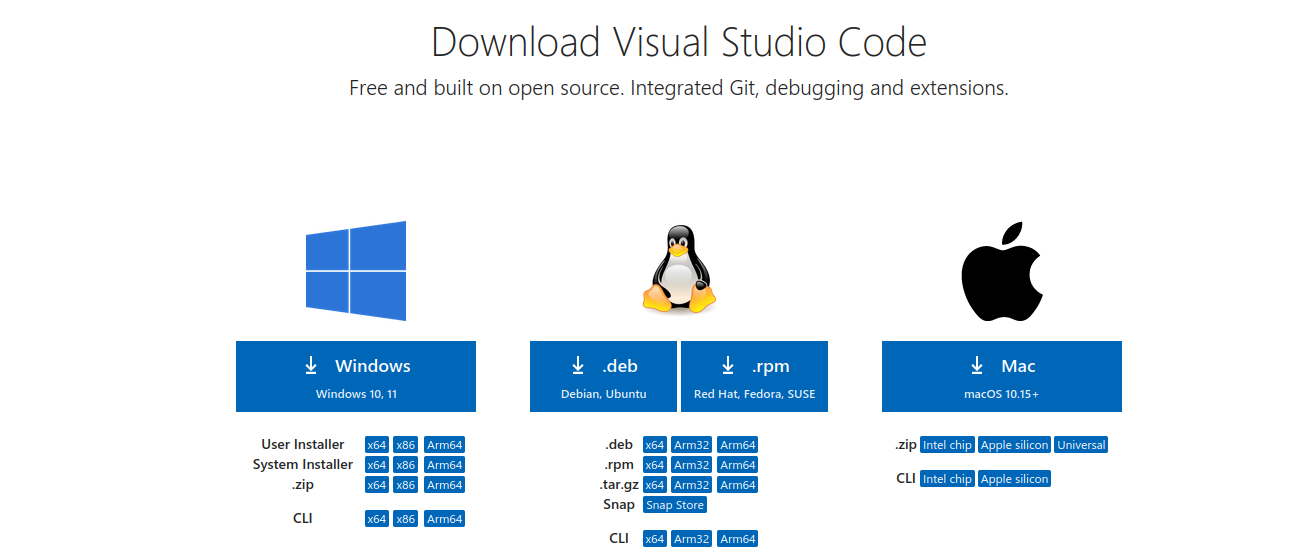 Download Visual Studio Code
Free and built on open source. Integrated Git, debugging and extensions.
Windows
Windows 10, 11
User Installer x64 x86 Arm64
System Installer x64 x86 Arm64
.zip x64 x86 Arm64
CLI x64 x86 Arm64
.deb
Debian, Ubuntu
.rpm
Red Hat, Fedora, SUSE
.deb x64 Arm32 Arm64
.rpm x64 Arm32 Arm64
.tar.gz x64 Arm32 Arm64
Snap Snap Store
CLI x64 Arm32 Arm64
Mac
macOS 10.15+
.zip Intel chip Apple silicon Universal
CLI Intel chip Apple silicon